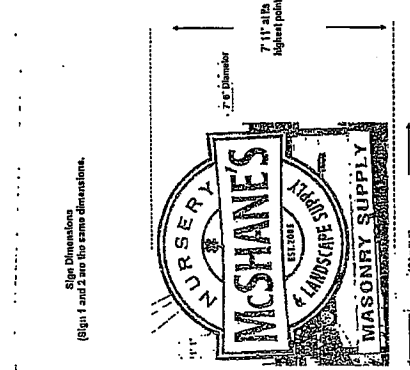 Sign Dimensions
(Sign 1 and 2 are the same dimensions.
7' 6" Diameter
7' 11" at its
highest point
NURSERY
McSHANE'S
EST. 2005
& LANDSCAPE SUPPLY
MASONRY SUPPLY